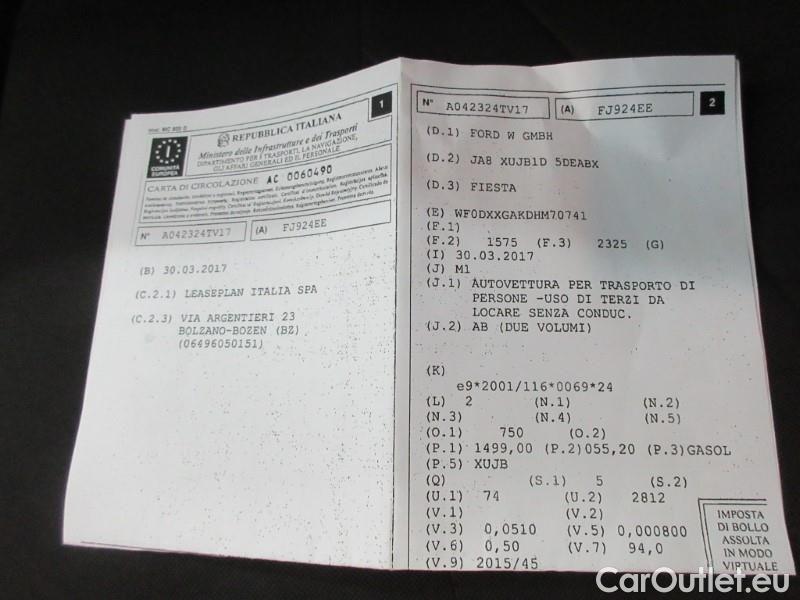 Mod. MC 820 D
1
COMUNITÀ
EUROPEA
REPUBBLICA ITALIANA
Ministero delle Infrastrutture e dei Trasporti
DIPARTIMENTO PER I TRASPORTI, LA NAVIGAZIONE,
GLI AFFARI GENERALI ED IL PERSONALE
CARTA DI CIRCOLAZIONE AC 0060490
N° A042324TV17 (A) FJ924EE
(B) 30.03.2017
(C.2.1) LEASEPLAN ITALIA SPA
(C.2.3) VIA ARGENTIERI 23
BOLZANO-BOZEN (BZ)
(06496050151)
N° A042324TV17 (A) FJ924EE 2
(D.1) FORD W GMBH
(D.2) JA8 XUJB1D 5DEABX
(D.3) FIESTA
(E) WF0DXXGAKDHM70741
(F.1)
(F.2) 1575 (F.3) 2325 (G)
(I) 30.03.2017
(J) M1
(J.1) AUTOVETTURA PER TRASPORTO DI
PERSONE -USO DI TERZI DA
LOCARE SENZA CONDUC.
(J.2) AB (DUE VOLUMI)
(K)
e9*2001/116*0069*24
(L) 2 (N.1) (N.2)
(N.3) (N.4) (N.5)
(O.1) 750 (O.2)
(P.1) 1499,00 (P.2)055,20 (P.3)GASOL
(P.5) XUJB
(Q) (S.1) 5 (S.2)
(U.1) 74 (U.2) 2812
(V.1) (V.2)
(V.3) 0,0510 (V.5) 0,000800
(V.6) 0,50 (V.7) 94,0
(V.9) 2015/45
IMPOSTA
DI BOLLO
ASSOLTA
IN MODO
VIRTUALE
CarOutlet.eu